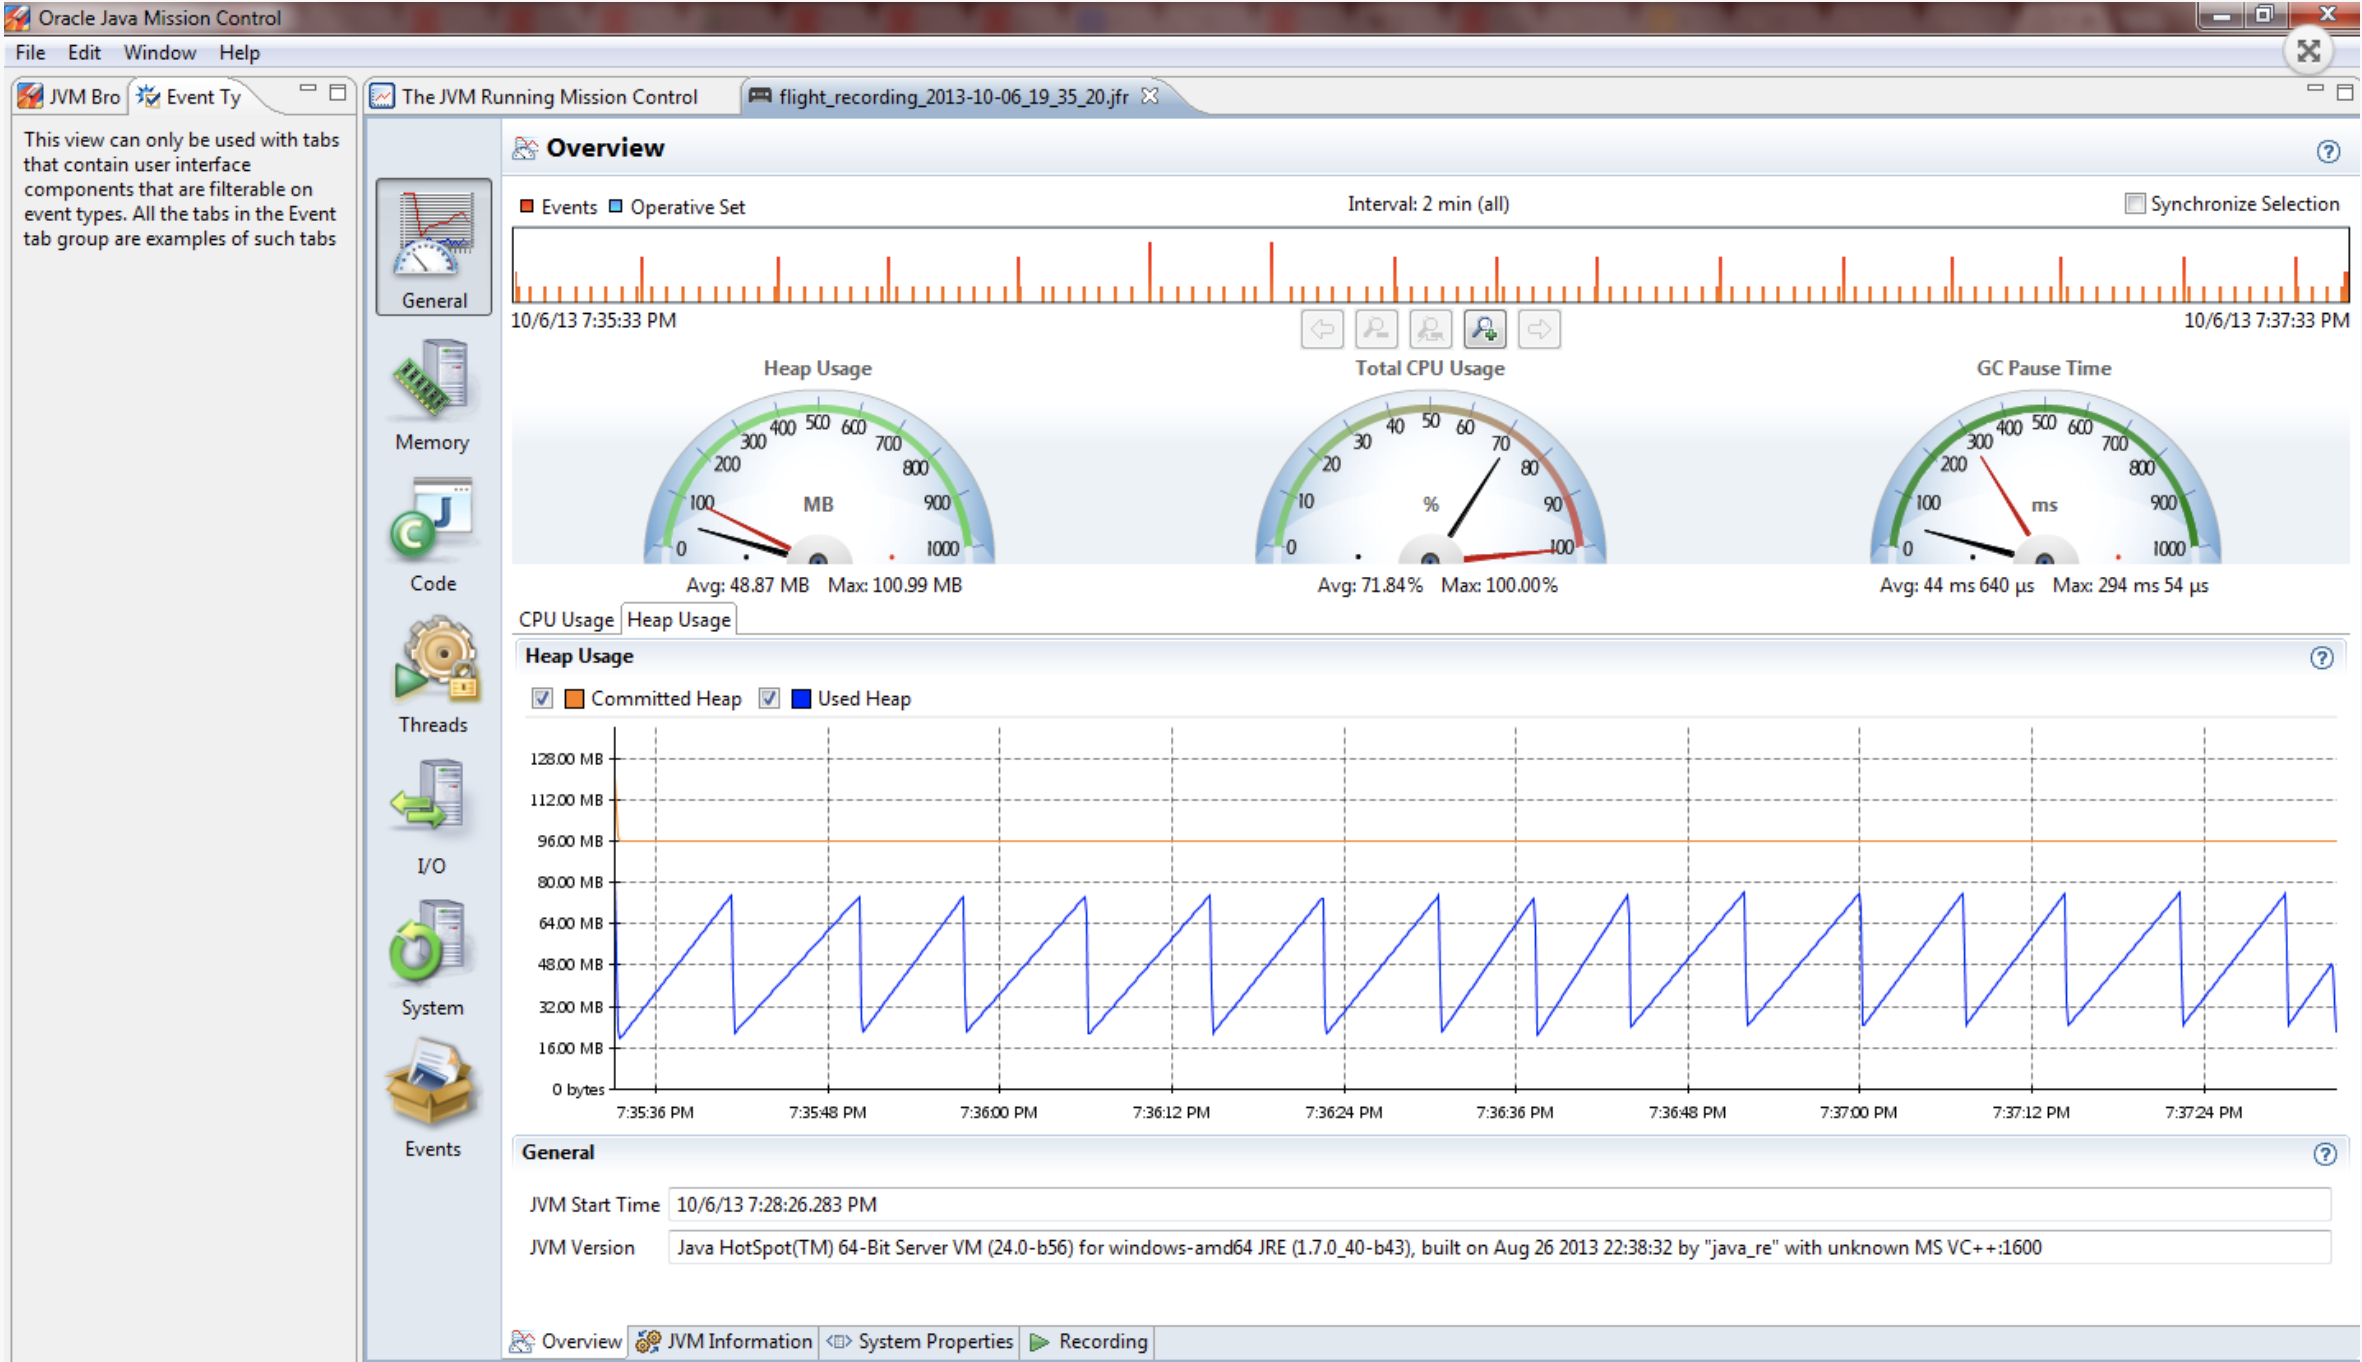 Oracle Java Mission Control
File Edit Window Help
JVM Bro Event Ty
The JVM Running Mission Control flight_recording_2013-10-06_19_35_20.jfr
This view can only be used with tabs
that contain user interface
components that are filterable on
event types. All the tabs in the Event
tab group are examples of such tabs
General
Memory
Code
Threads
I/O
System
Events
Overview
Events Operative Set Interval: 2 min (all) Synchronize Selection
10/6/13 7:35:33 PM 10/6/13 7:37:33 PM
Heap Usage
0 100 200 300 400 500 600 700 800 900 1000
MB
Avg: 48.87 MB Max: 100.99 MB
Total CPU Usage
0 10 20 30 40 50 60 70 80 90 100
%
Avg: 71.84% Max: 100.00%
GC Pause Time
0 100 200 300 400 500 600 700 800 900 1000
ms
Avg: 44 ms 640 µs Max: 294 ms 54 µs
CPU Usage Heap Usage
Heap Usage
Committed Heap Used Heap
128.00 MB
112.00 MB
96.00 MB
80.00 MB
64.00 MB
48.00 MB
32.00 MB
16.00 MB
0 bytes
7:35:36 PM 7:35:48 PM 7:36:00 PM 7:36:12 PM 7:36:24 PM 7:36:36 PM 7:36:48 PM 7:37:00 PM 7:37:12 PM 7:37:24 PM
General
JVM Start Time 10/6/13 7:28:26.283 PM
JVM Version Java HotSpot(TM) 64-Bit Server VM (24.0-b56) for windows-amd64 JRE (1.7.0_40-b43), built on Aug 26 2013 22:38:32 by "java_re" with unknown MS VC++:1600
Overview JVM Information System Properties Recording